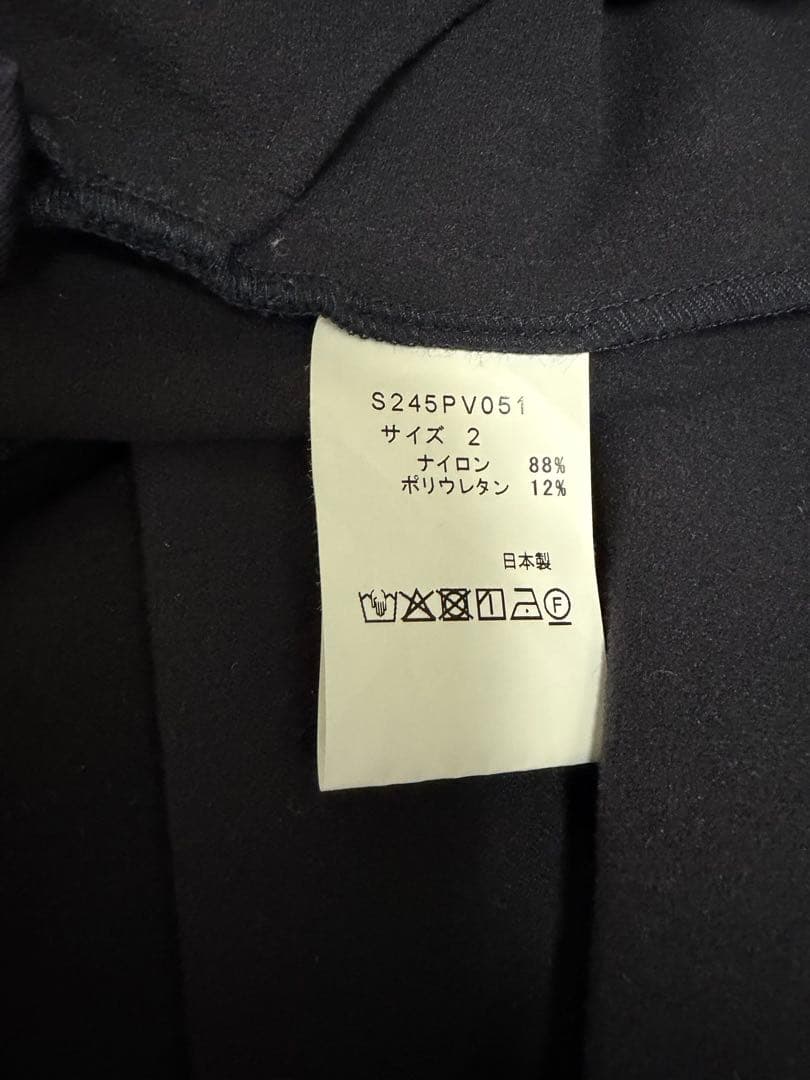 S245PV051
サイズ 2
ナイロン 88%
ポリウレタン 12%
日本製
F